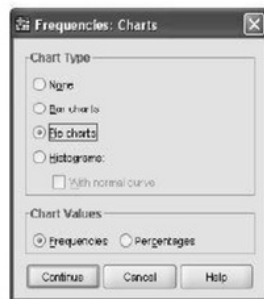 Frequencies: Charts
Chart Type
None
Bar charts
Pie charts
Histograms:
With normal curve
Chart Values
Frequencies Percentages
Continue Cancel Help